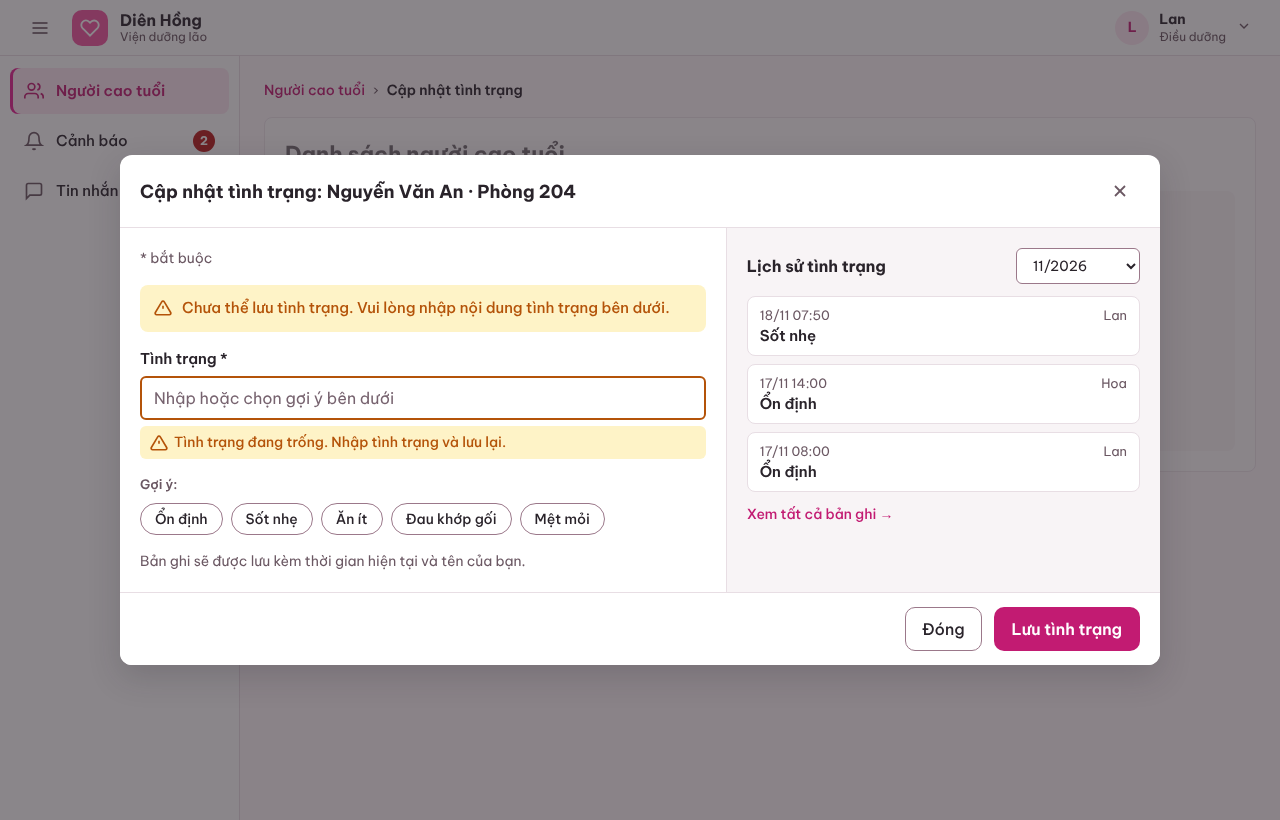 Diên Hồng
Viện dưỡng lão
L
Lan
Điều dưỡng
Người cao tuổi
Cảnh báo
2
Tin nhắn
Người cao tuổi › Cập nhật tình trạng
Danh sách người cao tuổi
Cập nhật tình trạng: Nguyễn Văn An · Phòng 204
* bắt buộc
Chưa thể lưu tình trạng. Vui lòng nhập nội dung tình trạng bên dưới.
Tình trạng *
Nhập hoặc chọn gợi ý bên dưới
Tình trạng đang trống. Nhập tình trạng và lưu lại.
Gợi ý:
Ổn định
Sốt nhẹ
Ăn ít
Đau khớp gối
Mệt mỏi
Bản ghi sẽ được lưu kèm thời gian hiện tại và tên của bạn.
Lịch sử tình trạng
11/2026
18/11 07:50 Lan
Sốt nhẹ
17/11 14:00 Hoa
Ổn định
17/11 08:00 Lan
Ổn định
Xem tất cả bản ghi →
Đóng
Lưu tình trạng